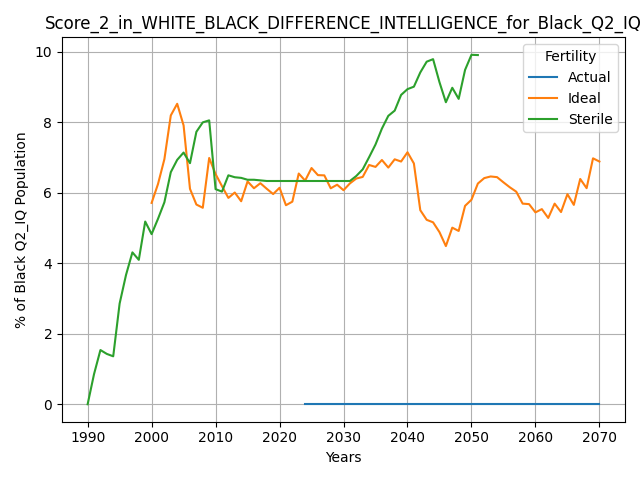 Score_2_in_WHITE_BLACK_DIFFERENCE_INTELLIGENCE_for_Black_Q2_IQ
% of Black Q2_IQ Population
10
8
6
4
2
0
Fertility
Actual
Ideal
Sterile
1990 2000 2010 2020 2030 2040 2050 2060 2070
Years